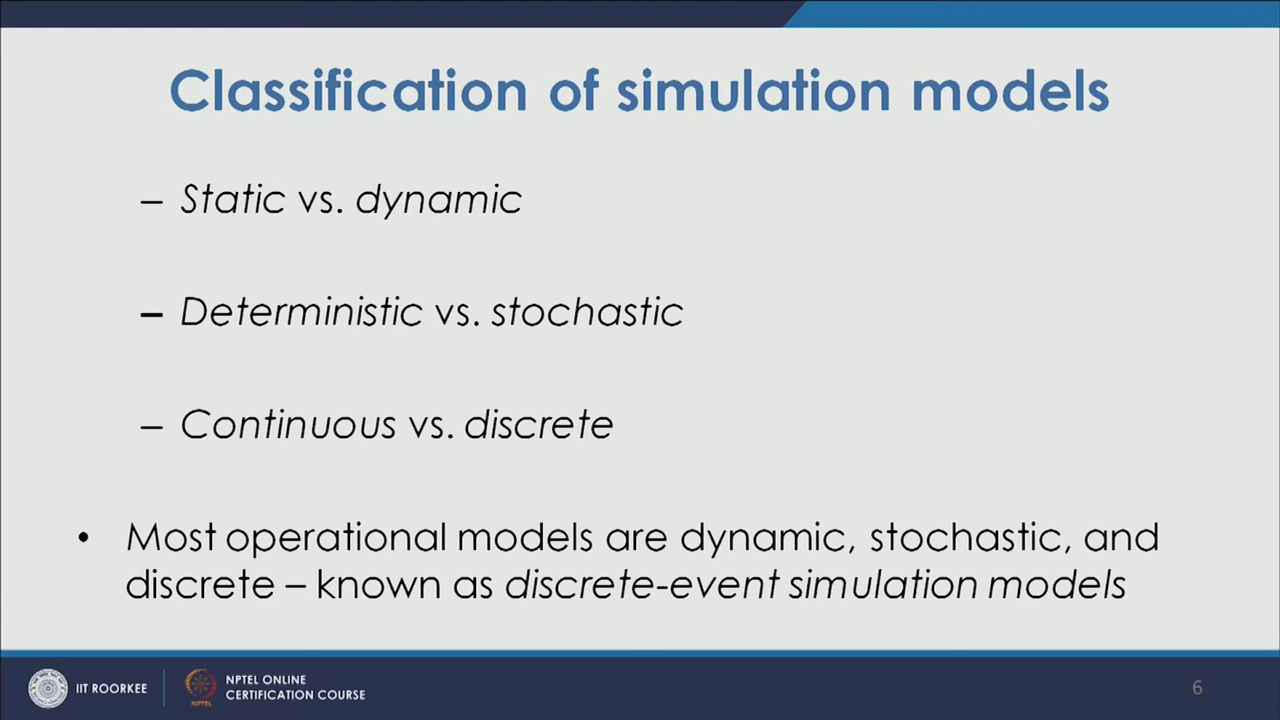 Classification of simulation models
– Static vs. dynamic
– Deterministic vs. stochastic
– Continuous vs. discrete
• Most operational models are dynamic, stochastic, and
discrete – known as discrete-event simulation models
IIT ROORKEE
NPTEL
NPTEL ONLINE
CERTIFICATION COURSE
6